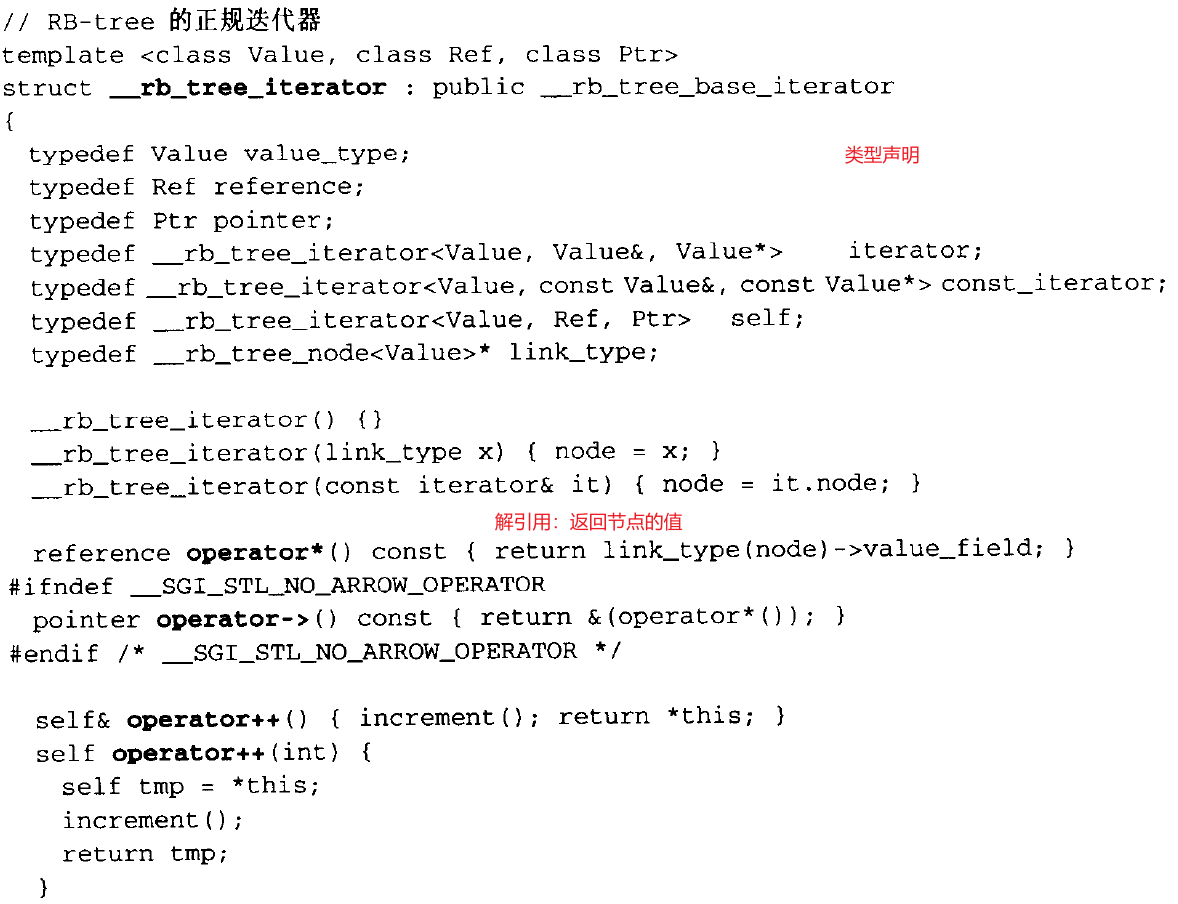 // RB-tree 的正规迭代器
template <class Value, class Ref, class Ptr>
struct __rb_tree_iterator : public __rb_tree_base_iterator
{
typedef Value value_type; 类型声明
typedef Ref reference;
typedef Ptr pointer;
typedef __rb_tree_iterator<Value, Value&, Value*> iterator;
typedef __rb_tree_iterator<Value, const Value&, const Value*> const_iterator;
typedef __rb_tree_iterator<Value, Ref, Ptr> self;
typedef __rb_tree_node<Value>* link_type;
__rb_tree_iterator() {}
__rb_tree_iterator(link_type x) { node = x; }
__rb_tree_iterator(const iterator& it) { node = it.node; }
解引用：返回节点的值
reference operator*() const { return link_type(node)->value_field; }
#ifndef __SGI_STL_NO_ARROW_OPERATOR
pointer operator->() const { return &(operator*()); }
#endif /* __SGI_STL_NO_ARROW_OPERATOR */
self& operator++() { increment(); return *this; }
self operator++(int) {
self tmp = *this;
increment();
return tmp;
}